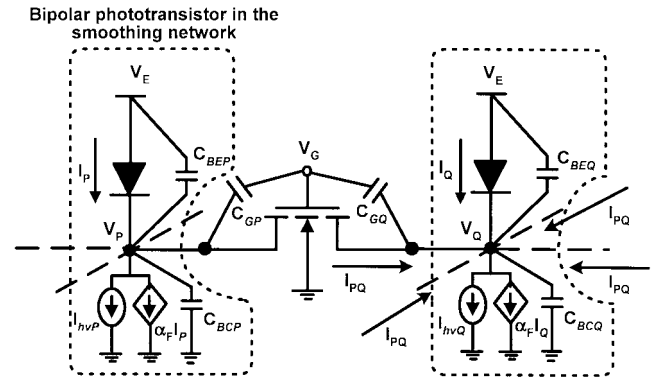 Bipolar phototransistor in the
smoothing network
V_E
V_E
C_BEP
V_G
C_BEQ
I_P
I_Q
C_GP
C_GQ
V_P
V_Q
I_PQ
I_PQ
I_PQ
I_PQ
I_hvP
α_F I_P
C_BCP
I_hvQ
α_F I_Q
C_BCQ